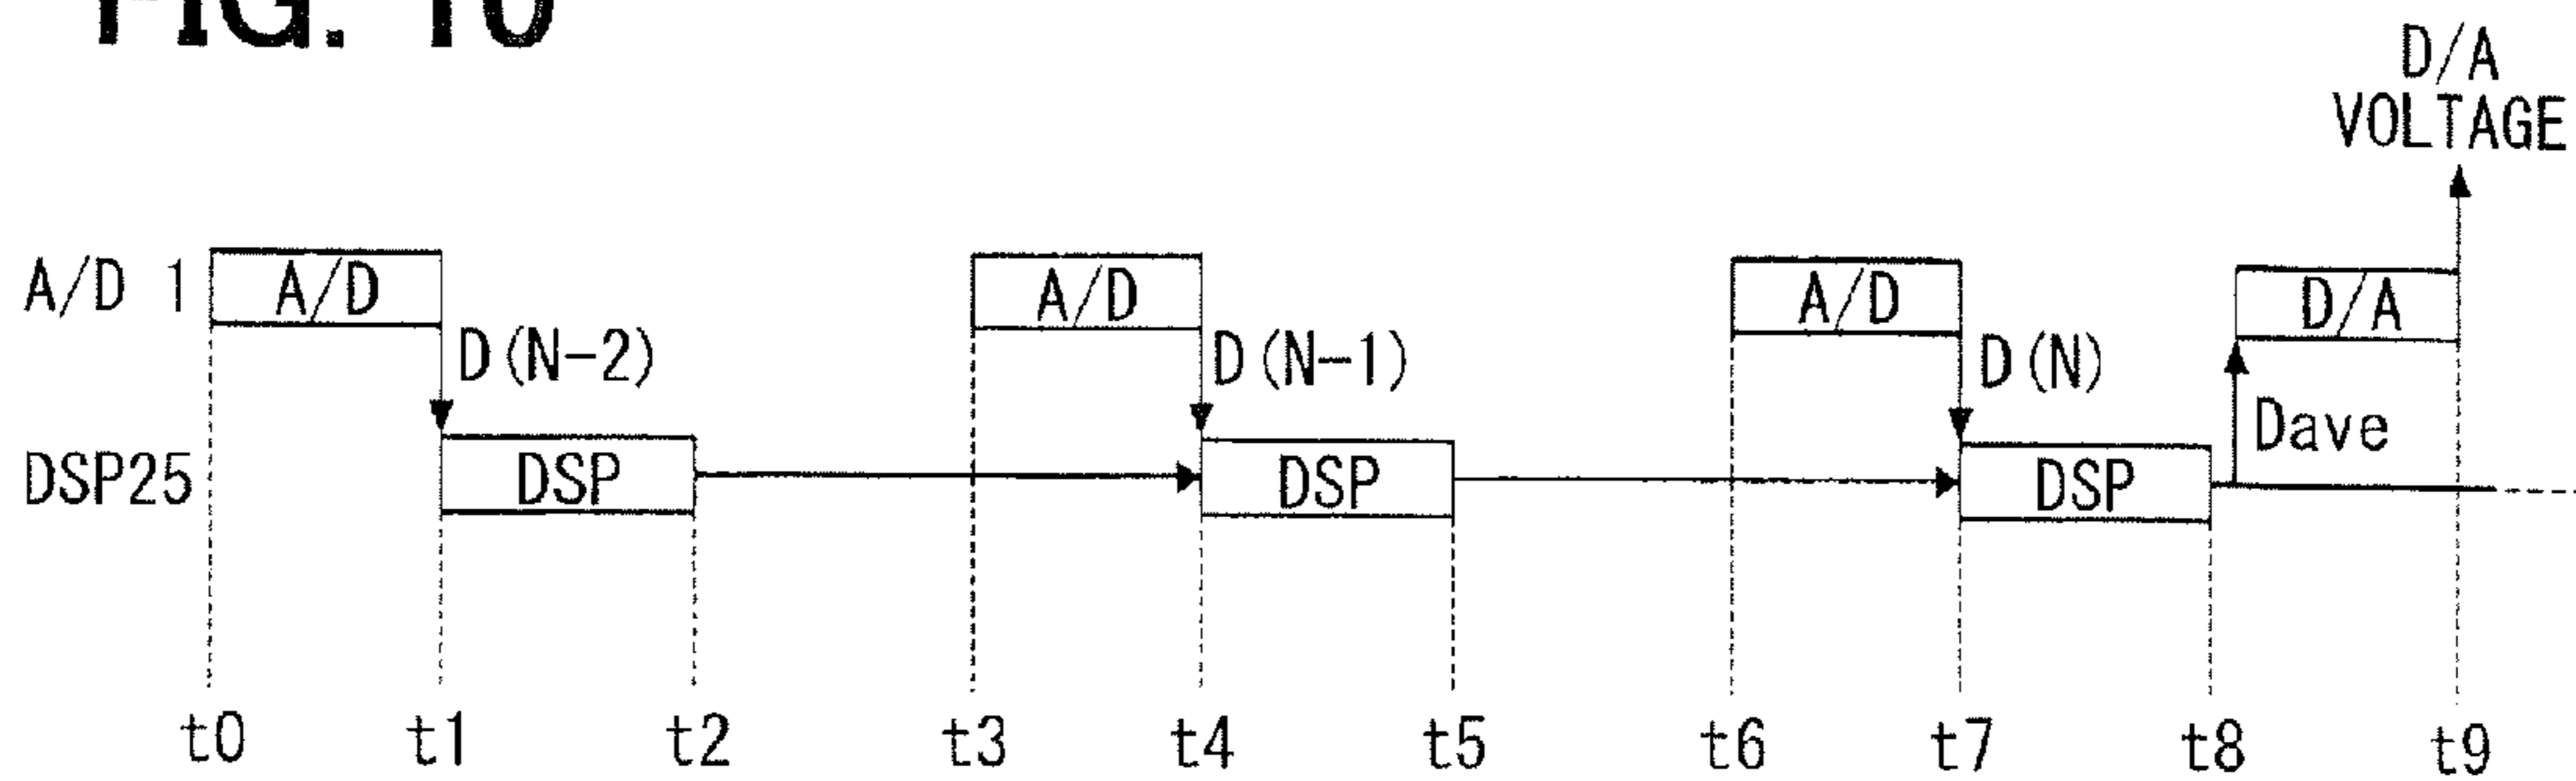 FIG. 10
D/A
VOLTAGE
A/D 1
A/D
A/D
A/D
D/A
D(N-2)
D(N-1)
D(N)
Dave
DSP25
DSP
DSP
DSP
t0
t1
t2
t3
t4
t5
t6
t7
t8
t9